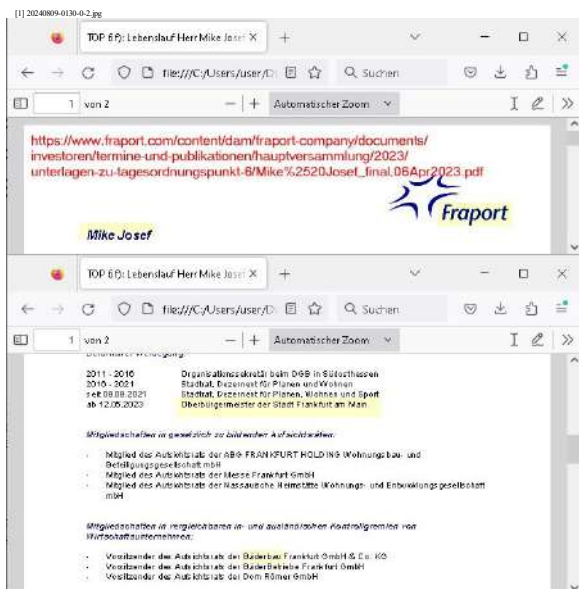 [1] 20240809-0130-0-2.jpg
TOP 6 f): Lebenslauf Herr Mike Josef
file:///C:/Users/user/D
Suchen
1 von 2
Automatischer Zoom
https://www.fraport.com/content/dam/fraport-company/documents/
investoren/termine-und-publikationen/hauptversammlung/2023/
unterlagen-zu-tagesordnungspunkt-6/Mike%2520Josef_final,06Apr2023.pdf
Fraport
Mike Josef
TOP 6 f): Lebenslauf Herr Mike Josef
file:///C:/Users/user/D
Suchen
1 von 2
Automatischer Zoom
Beruflicher Werdegang:
2011 - 2016 Organisationssekretär beim DGB in Südosthessen
2016 - 2021 Stadtrat, Dezernent für Planen und Wohnen
seit 09.09.2021 Stadtrat, Dezernent für Planen, Wohnen und Sport
ab 12.05.2023 Oberbürgermeister der Stadt Frankfurt am Main
Mitgliedschaften in gesetzlich zu bildenden Aufsichtsräten:
- Mitglied des Aufsichtsrats der ABG FRANKFURT HOLDING Wohnungsbau- und
Beteiligungsgesellschaft mbH
- Mitglied des Aufsichtsrats der Messe Frankfurt GmbH
- Mitglied des Aufsichtsrats der Nassauische Heimstätte Wohnungs- und Entwicklungsgesellschaft
mbH
Mitgliedschaften in vergleichbaren in- und ausländischen Kontrollgremien von
Wirtschaftsunternehmen:
- Vorsitzender des Aufsichtsrats der Bäderbau Frankfurt GmbH & Co. KG
- Vorsitzender des Aufsichtsrats der BäderBetriebe Frankfurt GmbH
- Vorsitzender des Aufsichtsrats der Dom Römer GmbH